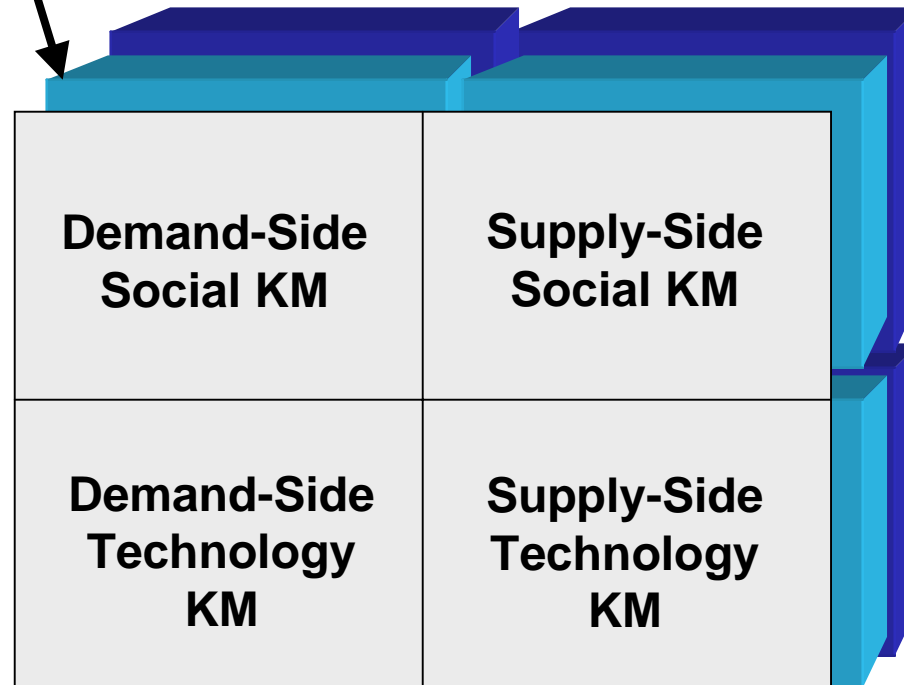 Demand-Side
Social KM
Supply-Side
Social KM
Demand-Side
Technology
KM
Supply-Side
Technology
KM